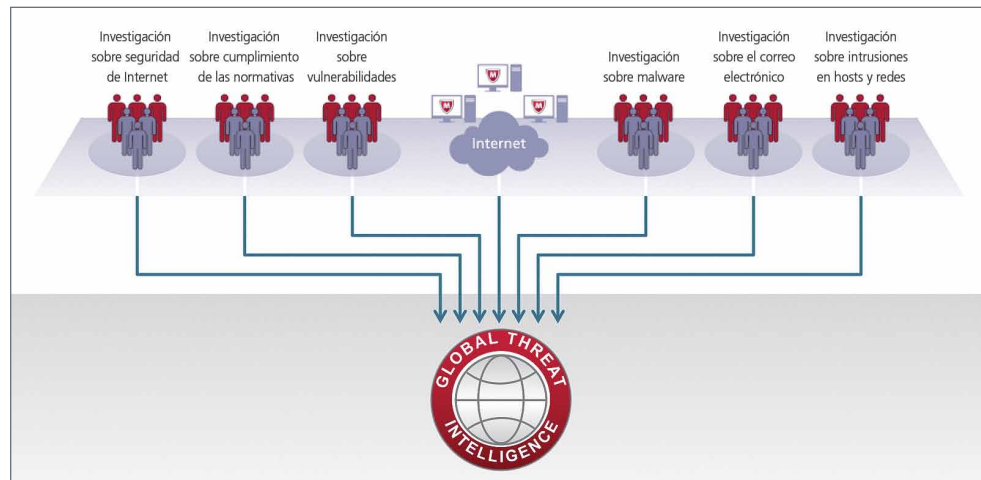 Investigación
sobre seguridad
de Internet
Investigación
sobre cumplimiento
de las normativas
Investigación
sobre
vulnerabilidades
M
M
M
Internet
Investigación
sobre malware
Investigación
sobre el correo
electrónico
Investigación
sobre intrusiones
en hosts y redes
GLOBAL THREAT
INTELLIGENCE